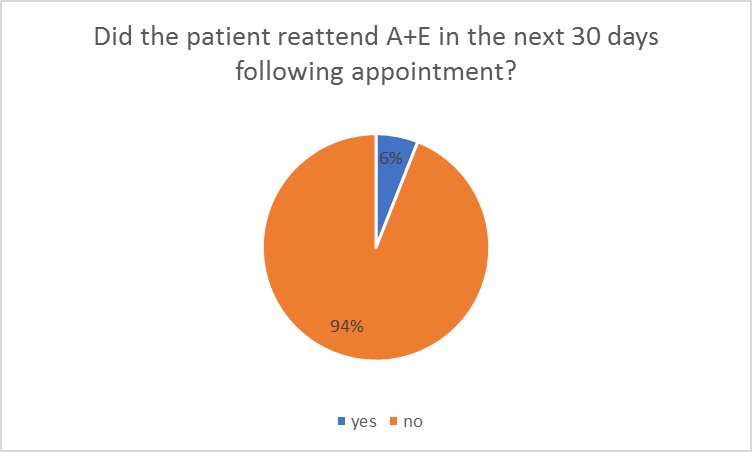 Did the patient reattend A+E in the next 30 days
following appointment?
6%
94%
yes no